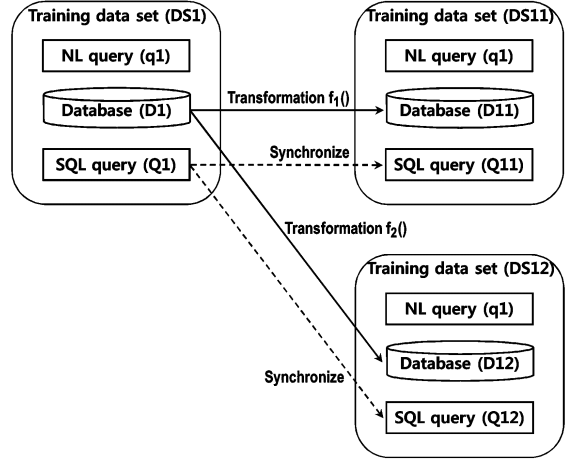 Training data set (DS1)
NL query (q1)
Database (D1)
SQL query (Q1)
Transformation f₁()
Synchronize
Training data set (DS11)
NL query (q1)
Database (D11)
SQL query (Q11)
Transformation f₂()
Synchronize
Training data set (DS12)
NL query (q1)
Database (D12)
SQL query (Q12)